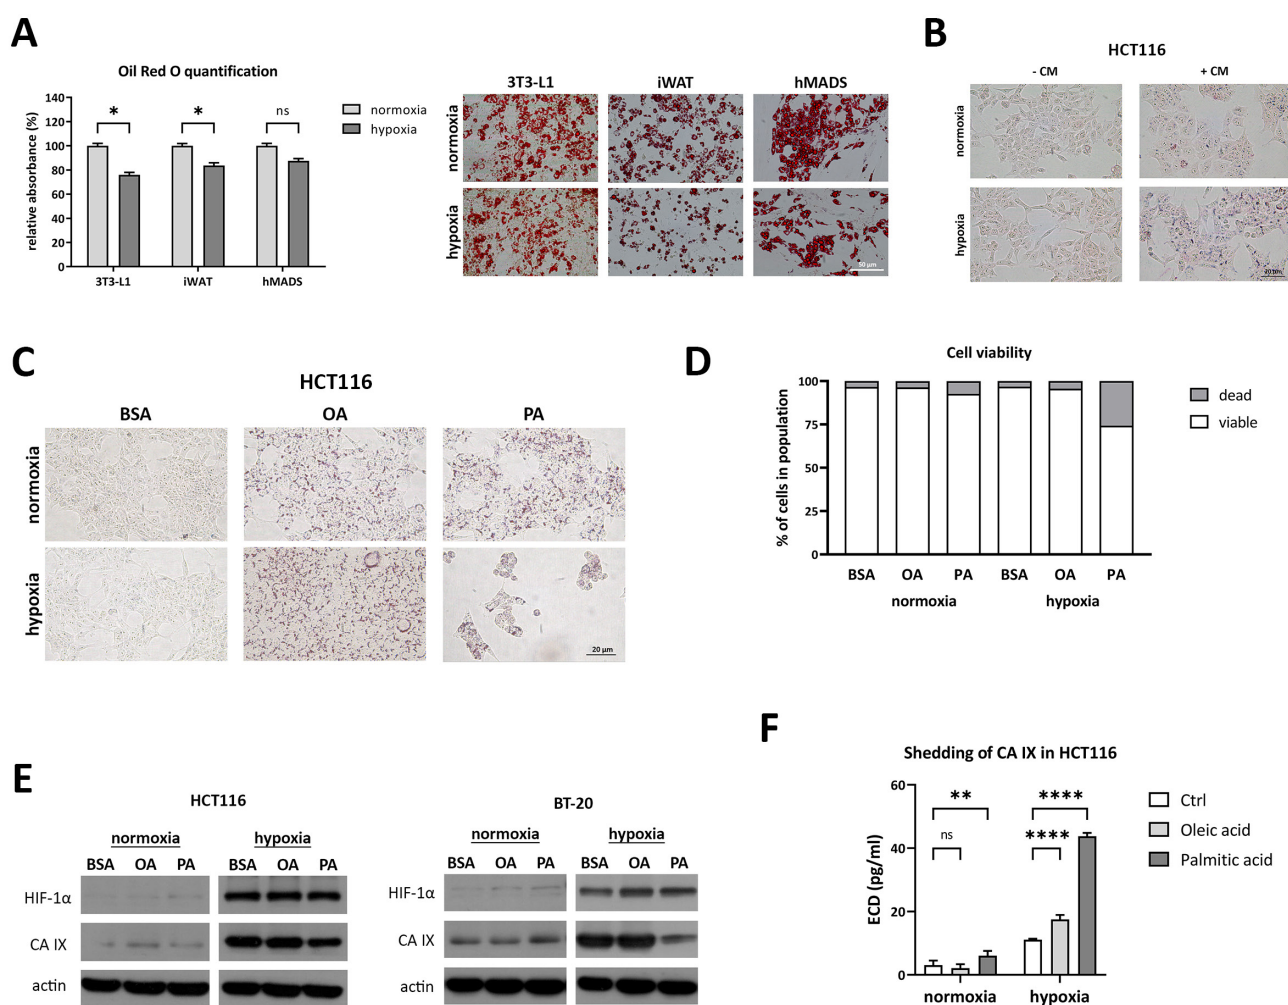 A
Oil Red O quantification
relative absorbance (%)
140
120
100
80
60
40
20
0
* * ns
normoxia
hypoxia
3T3-L1 iWAT hMADS
3T3-L1 iWAT hMADS
normoxia
hypoxia
50 µm
B
HCT116
- CM + CM
normoxia
hypoxia
C
HCT116
BSA OA PA
normoxia
hypoxia
20 µm
D
Cell viability
% of cells in population
100
75
50
25
0
dead
viable
BSA OA PA BSA OA PA
normoxia hypoxia
E
HCT116
normoxia hypoxia
BSA OA PA BSA OA PA
HIF-1α
CA IX
actin
BT-20
normoxia hypoxia
BSA OA PA BSA OA PA
HIF-1α
CA IX
actin
F
Shedding of CA IX in HCT116
ECD (pg/ml)
60
40
20
0
** ****
ns ****
Ctrl
Oleic acid
Palmitic acid
normoxia hypoxia